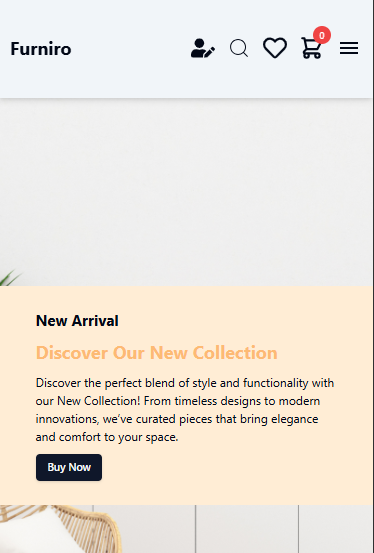 Furniro
0
New Arrival
Discover Our New Collection
Discover the perfect blend of style and functionality with
our New Collection! From timeless designs to modern
innovations, we’ve curated pieces that bring elegance
and comfort to your space.
Buy Now